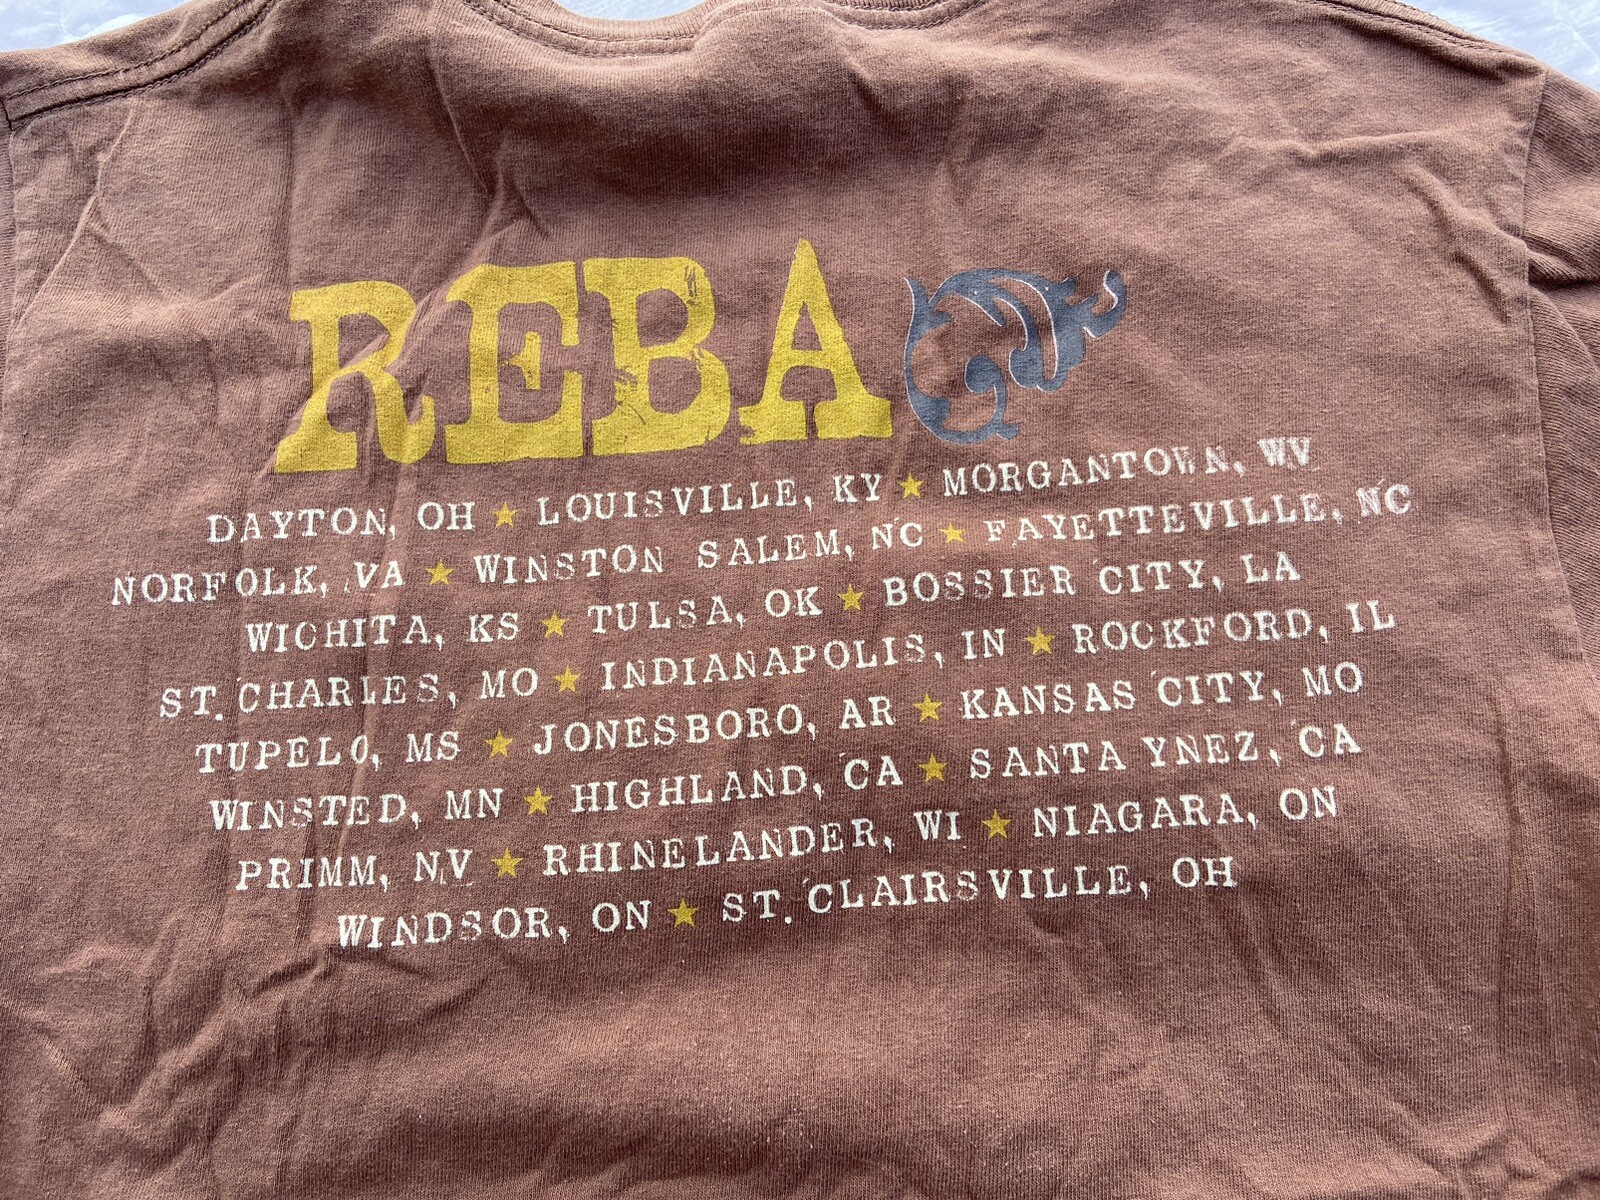 REBA
DAYTON, OH ★ LOUISVILLE, KY ★ MORGANTOWN, WV
NORFOLK, VA ★ WINSTON SALEM, NC ★ FAYETTEVILLE, NC
WICHITA, KS ★ TULSA, OK ★ BOSSIER CITY, LA
ST. CHARLES, MO ★ INDIANAPOLIS, IN ★ ROCKFORD, IL
TUPELO, MS ★ JONESBORO, AR ★ KANSAS CITY, MO
WINSTED, MN ★ HIGHLAND, CA ★ SANTA YNEZ, CA
PRIMM, NV ★ RHINELANDER, WI ★ NIAGARA, ON
WINDSOR, ON ★ ST. CLAIRSVILLE, OH